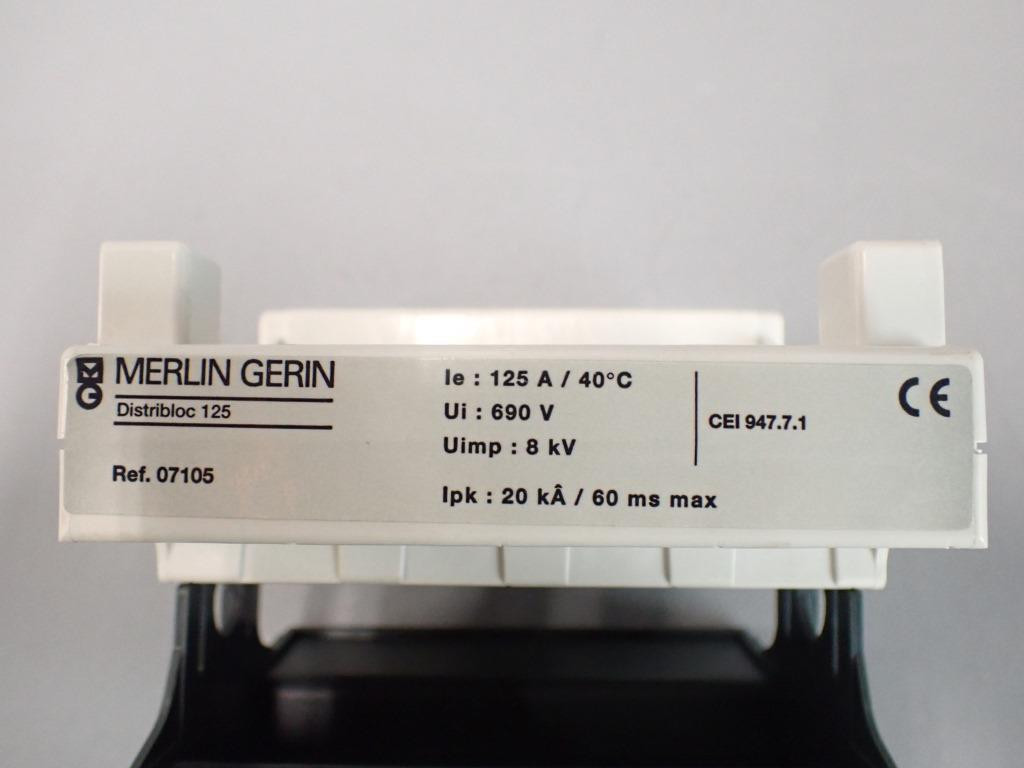 MERLIN GERIN
Distribloc 125
Ref. 07105
Ie : 125 A / 40°C
Ui : 690 V
Uimp : 8 kV
Ipk : 20 kÂ / 60 ms max
CEI 947.7.1
CE